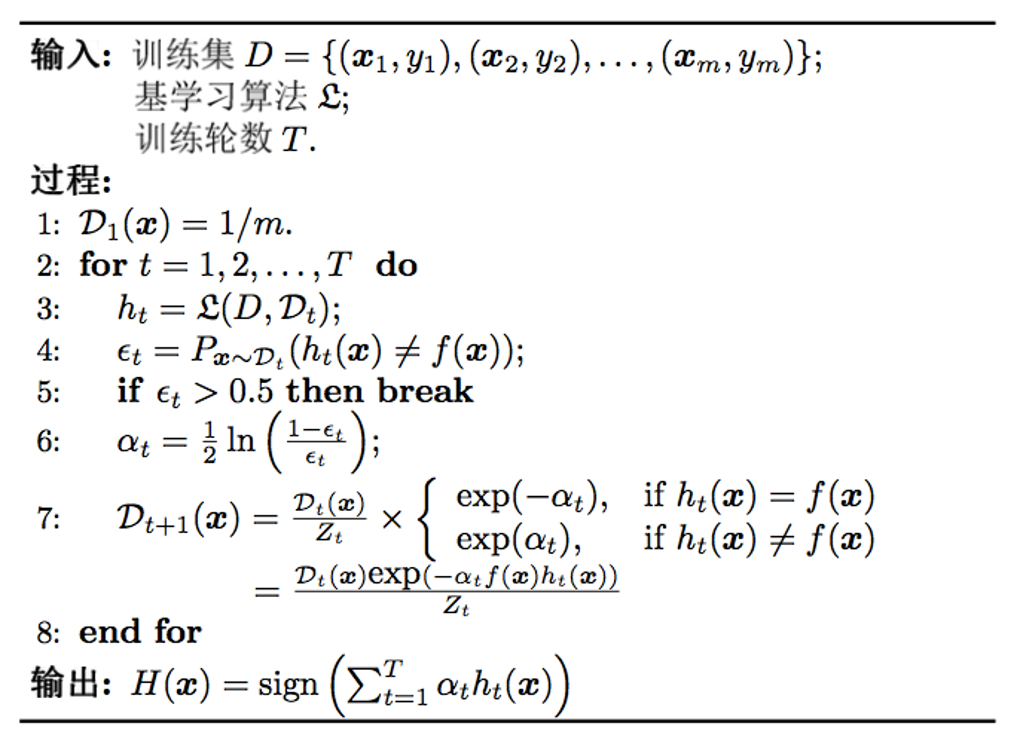 输入: 训练集 $D = \{(\boldsymbol{x}_1, y_1), (\boldsymbol{x}_2, y_2), \ldots, (\boldsymbol{x}_m, y_m)\}$;
基学习算法 $\mathfrak{L}$;
训练轮数 $T$.
过程:
1: $\mathcal{D}_1(\boldsymbol{x}) = 1/m$.
2: for $t = 1, 2, \ldots, T$ do
3: $h_t = \mathfrak{L}(D, \mathcal{D}_t)$;
4: $\epsilon_t = P_{\boldsymbol{x} \sim \mathcal{D}_t}(h_t(\boldsymbol{x}) \neq f(\boldsymbol{x}))$;
5: if $\epsilon_t > 0.5$ then break
6: $\alpha_t = \frac{1}{2} \ln \left( \frac{1-\epsilon_t}{\epsilon_t} \right)$;
7: $\mathcal{D}_{t+1}(\boldsymbol{x}) = \frac{\mathcal{D}_t(\boldsymbol{x})}{Z_t} \times \begin{cases} \exp(-\alpha_t), & \text{if } h_t(\boldsymbol{x}) = f(\boldsymbol{x}) \\ \exp(\alpha_t), & \text{if } h_t(\boldsymbol{x}) \neq f(\boldsymbol{x}) \end{cases}$
$= \frac{\mathcal{D}_t(\boldsymbol{x}) \exp(-\alpha_t f(\boldsymbol{x}) h_t(\boldsymbol{x}))}{Z_t}$
8: end for
输出: $H(\boldsymbol{x}) = \text{sign} \left( \sum_{t=1}^{T} \alpha_t h_t(\boldsymbol{x}) \right)$